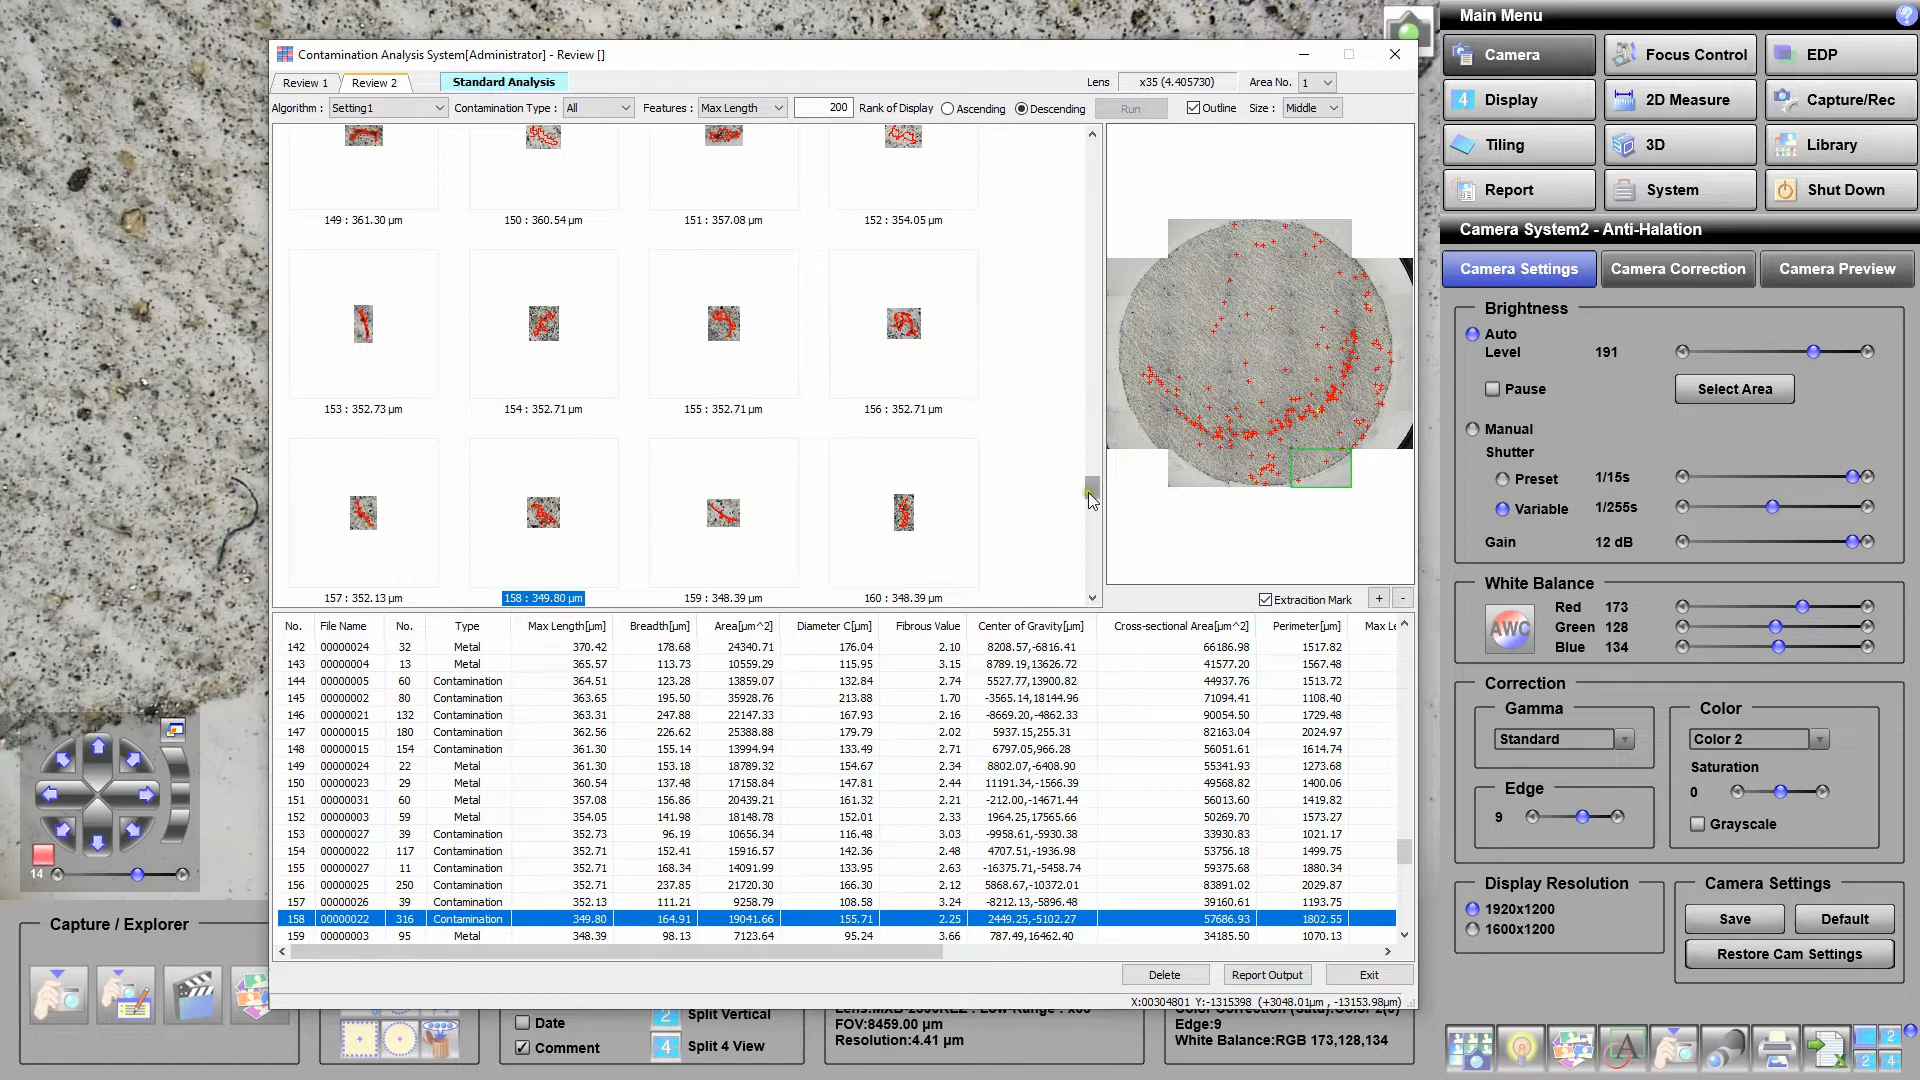 Contamination Analysis System[Administrator] - Review []
Review 1
Review 2
Standard Analysis
Lens
x35 (4.405730)
Area No.
1
Algorithm :
Setting1
Contamination Type :
All
Features :
Max Length
200
Rank of Display
Ascending
Descending
Run
Outline
Size :
Middle
149 : 361.30 µm
150 : 360.54 µm
151 : 357.08 µm
152 : 354.05 µm
153 : 352.73 µm
154 : 352.71 µm
155 : 352.71 µm
156 : 352.71 µm
157 : 352.13 µm
158 : 349.80 µm
159 : 348.39 µm
160 : 348.39 µm
Extracition Mark
+
-
No. File Name No. Type Max Length[µm] Breadth[µm] Area[µm^2] Diameter C[µm] Fibrous Value Center of Gravity[µm] Cross-sectional Area[µm^2] Perimeter[µm] Max Le
142 00000024 32 Metal 370.42 178.68 24340.71 176.04 2.10 8208.57,-6816.41 66186.98 1517.82
143 00000004 13 Metal 365.57 113.73 10559.29 115.95 3.15 8789.19,13626.72 41577.20 1567.48
144 00000005 60 Contamination 364.51 123.28 13859.07 132.84 2.74 5527.77,13900.82 44937.76 1513.72
145 00000002 80 Contamination 363.65 195.50 35928.76 213.88 1.70 -3565.14,18144.96 71094.41 1108.40
146 00000021 132 Contamination 363.31 247.88 22147.33 167.93 2.16 -8669.20,-4862.33 90054.50 1729.48
147 00000015 180 Contamination 362.56 226.62 25388.88 179.79 2.02 5937.15,255.31 82163.04 2024.97
148 00000015 154 Contamination 361.30 155.14 13994.94 133.49 2.71 6797.05,966.28 56051.61 1614.74
149 00000024 22 Metal 361.30 153.18 18789.32 154.67 2.34 8802.07,-6408.90 55341.93 1273.68
150 00000023 29 Metal 360.54 137.48 17158.84 147.81 2.44 11191.34,-1566.39 49568.82 1400.06
151 00000031 60 Metal 357.08 156.86 20439.21 161.32 2.21 -212.00,-14671.44 56013.60 1419.82
152 00000003 59 Metal 354.05 141.98 18148.78 152.01 2.33 1964.25,17565.66 50269.70 1573.27
153 00000027 39 Contamination 352.73 96.19 10656.34 116.48 3.03 -9958.61,-5930.38 33930.83 1021.17
154 00000022 117 Contamination 352.71 152.41 15916.57 142.36 2.48 4707.51,-1936.98 53756.18 1499.75
155 00000027 11 Contamination 352.71 168.34 14091.99 133.95 2.63 -16375.71,-5458.74 59375.68 1880.34
156 00000025 250 Contamination 352.71 237.85 21720.30 166.30 2.12 5868.67,-10372.01 83891.02 2029.87
157 00000026 39 Contamination 352.13 111.21 9258.79 108.58 3.24 -8212.13,-5896.48 39160.61 1193.75
158 00000022 316 Contamination 349.80 164.91 19041.66 155.71 2.25 2449.25,-5102.27 57686.93 1802.55
159 00000003 95 Metal 348.39 98.13 7123.64 95.24 3.66 787.49,16462.40 34185.50 1070.13
Delete
Report Output
Exit
X:00304801 Y:-1315398 (+3048.01µm , -13153.98µm)
14
Capture / Explorer
Date
Comment
2 Split Vertical
4 Split 4 View
FOV:8459.00 µm
Resolution:4.41 µm
Edge:9
White Balance:RGB 173,128,134
Main Menu
?
Camera
Focus Control
EDP
4 Display
2D Measure
Capture/Rec
Tiling
3D
Library
Report
System
Shut Down
Camera System2 - Anti-Halation
Camera Settings
Camera Correction
Camera Preview
Brightness
Auto
Level 191
Pause
Select Area
Manual
Shutter
Preset 1/15s
Variable 1/255s
Gain 12 dB
White Balance
AWC
Red 173
Green 128
Blue 134
Correction
Gamma
Standard
Color
Color 2
Saturation
0
Grayscale
Edge
9
Display Resolution
1920x1200
1600x1200
Camera Settings
Save
Default
Restore Cam Settings
A
2
2 4